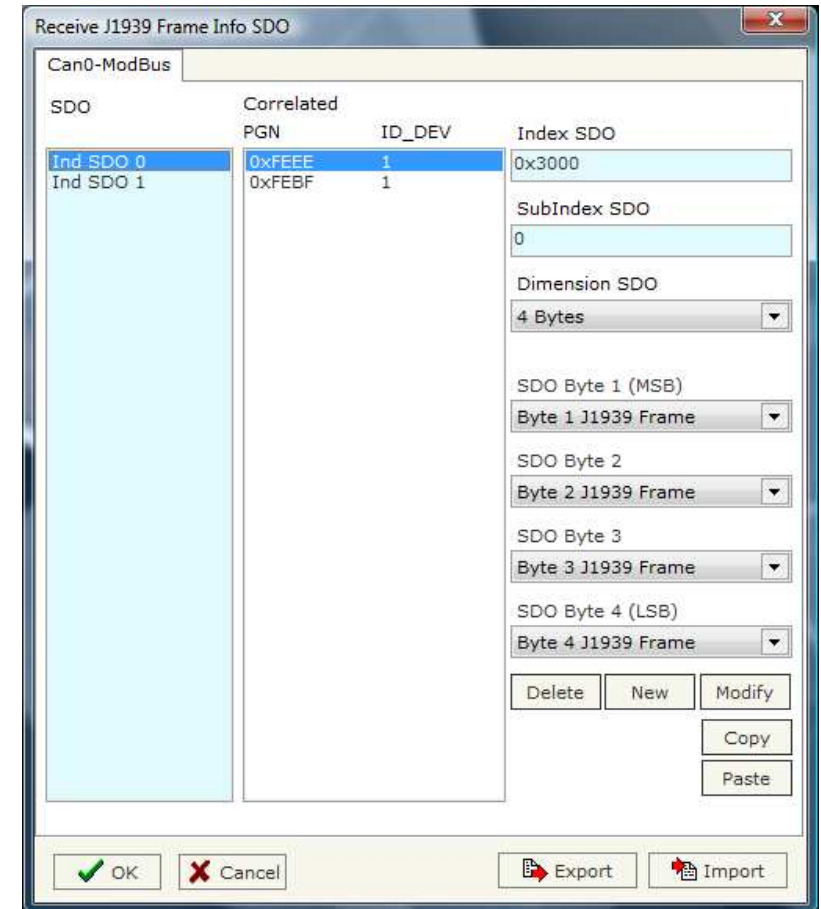 Receive J1939 Frame Info SDO
Can0-ModBus
SDO
Correlated
PGN ID_DEV
Ind SDO 0
Ind SDO 1
0xFEEE 1
0xFEBF 1
Index SDO
0x3000
SubIndex SDO
0
Dimension SDO
4 Bytes
SDO Byte 1 (MSB)
Byte 1 J1939 Frame
SDO Byte 2
Byte 2 J1939 Frame
SDO Byte 3
Byte 3 J1939 Frame
SDO Byte 4 (LSB)
Byte 4 J1939 Frame
Delete New Modify
Copy
Paste
OK Cancel Export Import